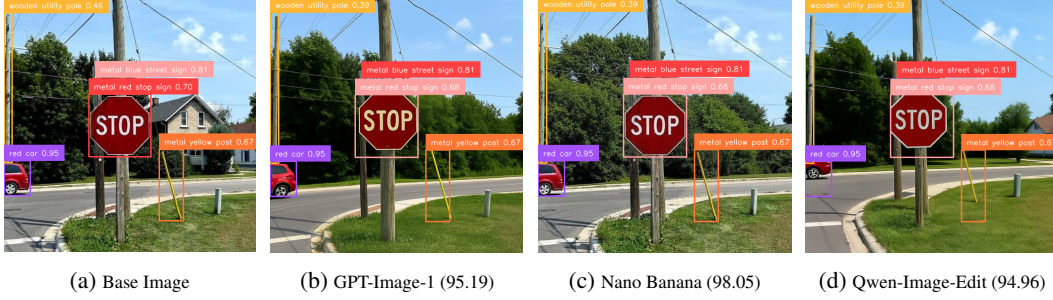 wooden utility pole 0.46
metal blue street sign 0.81
metal red stop sign 0.70
STOP
metal yellow post 0.67
red car 0.95
(a) Base Image
wooden utility pole 0.39
metal blue street sign 0.81
metal red stop sign 0.68
STOP
metal yellow post 0.67
red car 0.95
(b) GPT-Image-1 (95.19)
wooden utility pole 0.39
metal blue street sign 0.81
metal red stop sign 0.68
STOP
metal yellow post 0.67
red car 0.95
(c) Nano Banana (98.05)
wooden utility pole 0.39
metal blue street sign 0.81
metal red stop sign 0.68
STOP
metal yellow post 0.67
red car 0.95
(d) Qwen-Image-Edit (94.96)